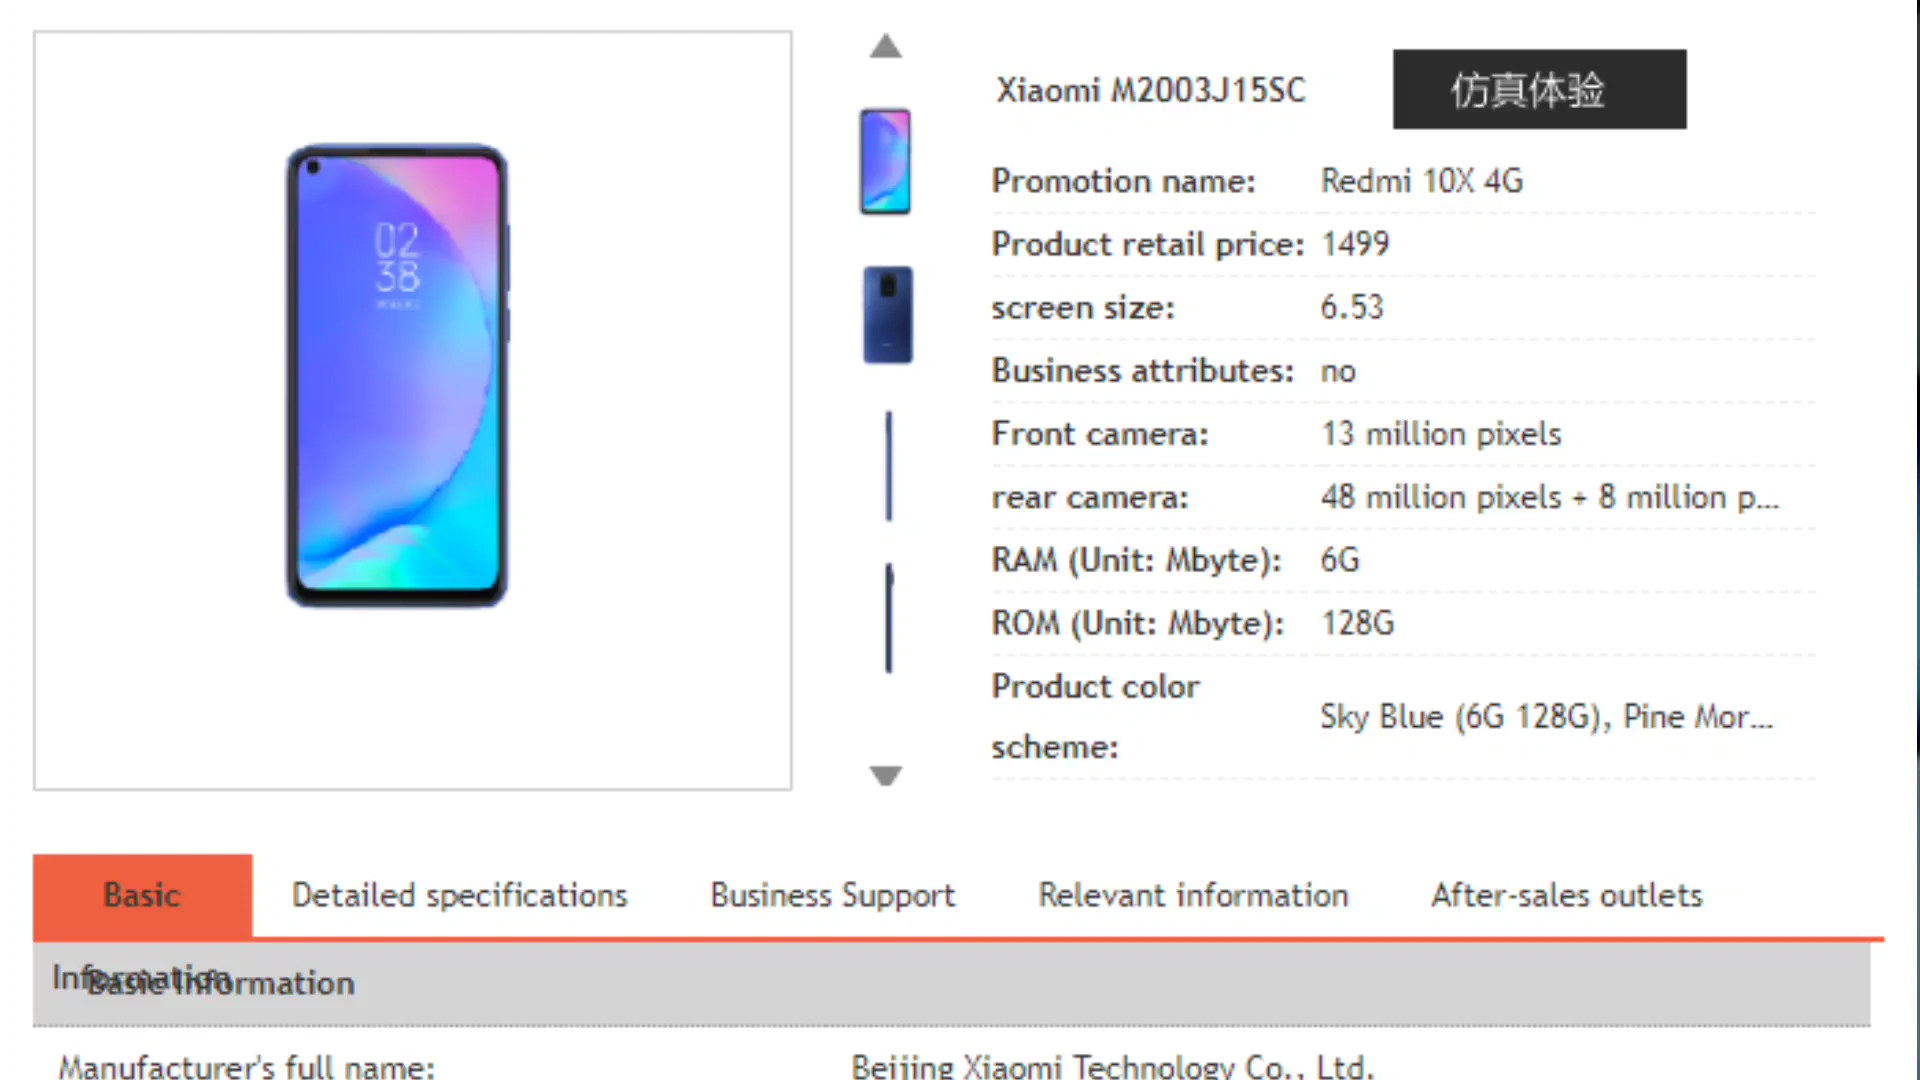 Xiaomi M2003J15SC
仿真体验
02
38
Promotion name: Redmi 10X 4G
Product retail price: 1499
screen size: 6.53
Business attributes: no
Front camera: 13 million pixels
rear camera: 48 million pixels + 8 million p...
RAM (Unit: Mbyte): 6G
ROM (Unit: Mbyte): 128G
Product color
scheme:
Sky Blue (6G 128G), Pine Mor...
Basic
Information
Detailed specifications
Business Support
Relevant information
After-sales outlets
Basic Information
Manufacturer's full name: Beijing Xiaomi Technology Co., Ltd.